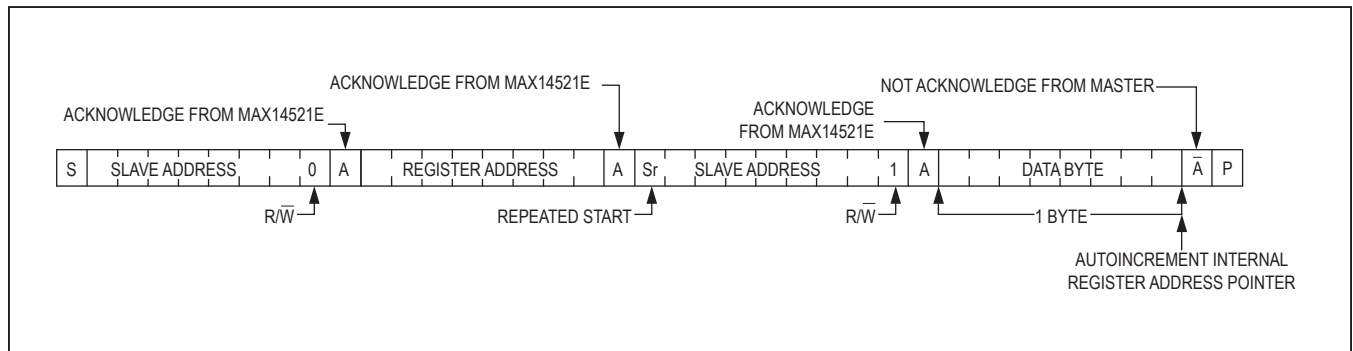 ACKNOWLEDGE FROM MAX14521E
ACKNOWLEDGE FROM MAX14521E
ACKNOWLEDGE
FROM MAX14521E
NOT ACKNOWLEDGE FROM MASTER
S SLAVE ADDRESS 0 A REGISTER ADDRESS A Sr SLAVE ADDRESS 1 A DATA BYTE A̅ P
R/W̅ REPEATED START R/W̅ 1 BYTE
AUTOINCREMENT INTERNAL
REGISTER ADDRESS POINTER